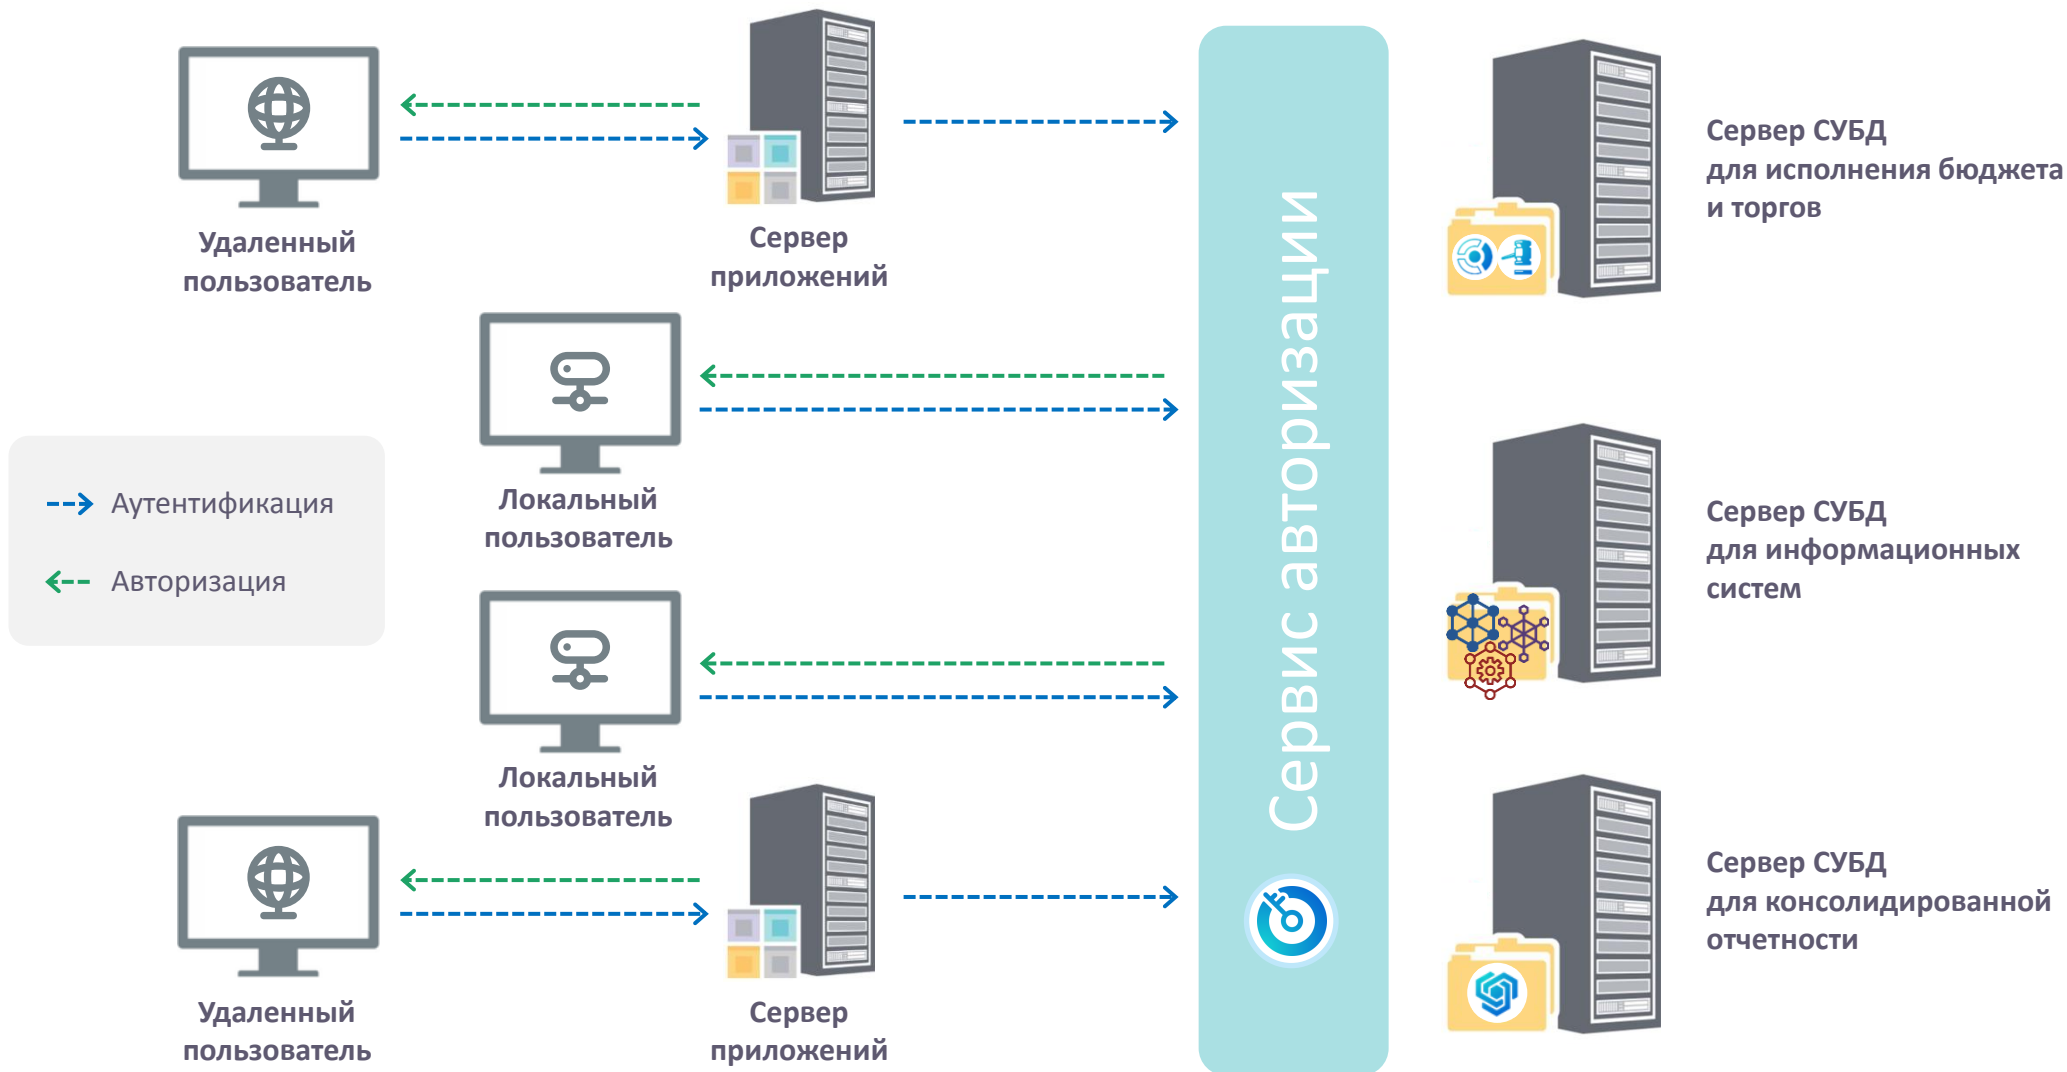 Удаленный
пользователь
Сервер
приложений
Локальный
пользователь
Аутентификация
Авторизация
Локальный
пользователь
Удаленный
пользователь
Сервер
приложений
Сервис авторизации
Сервер СУБД
для исполнения бюджета
и торгов
Сервер СУБД
для информационных
систем
Сервер СУБД
для консолидированной
отчетности